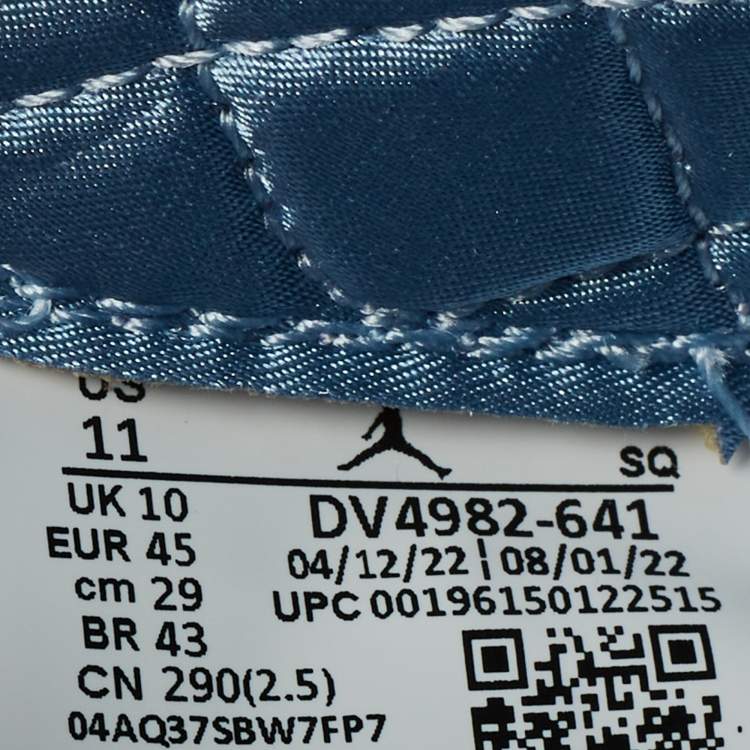 US
11
SQ
UK 10
DV4982-641
EUR 45
04/12/22 | 08/01/22
cm 29
UPC 00196150122515
BR 43
CN 290(2.5)
04AQ37SBW7FP7